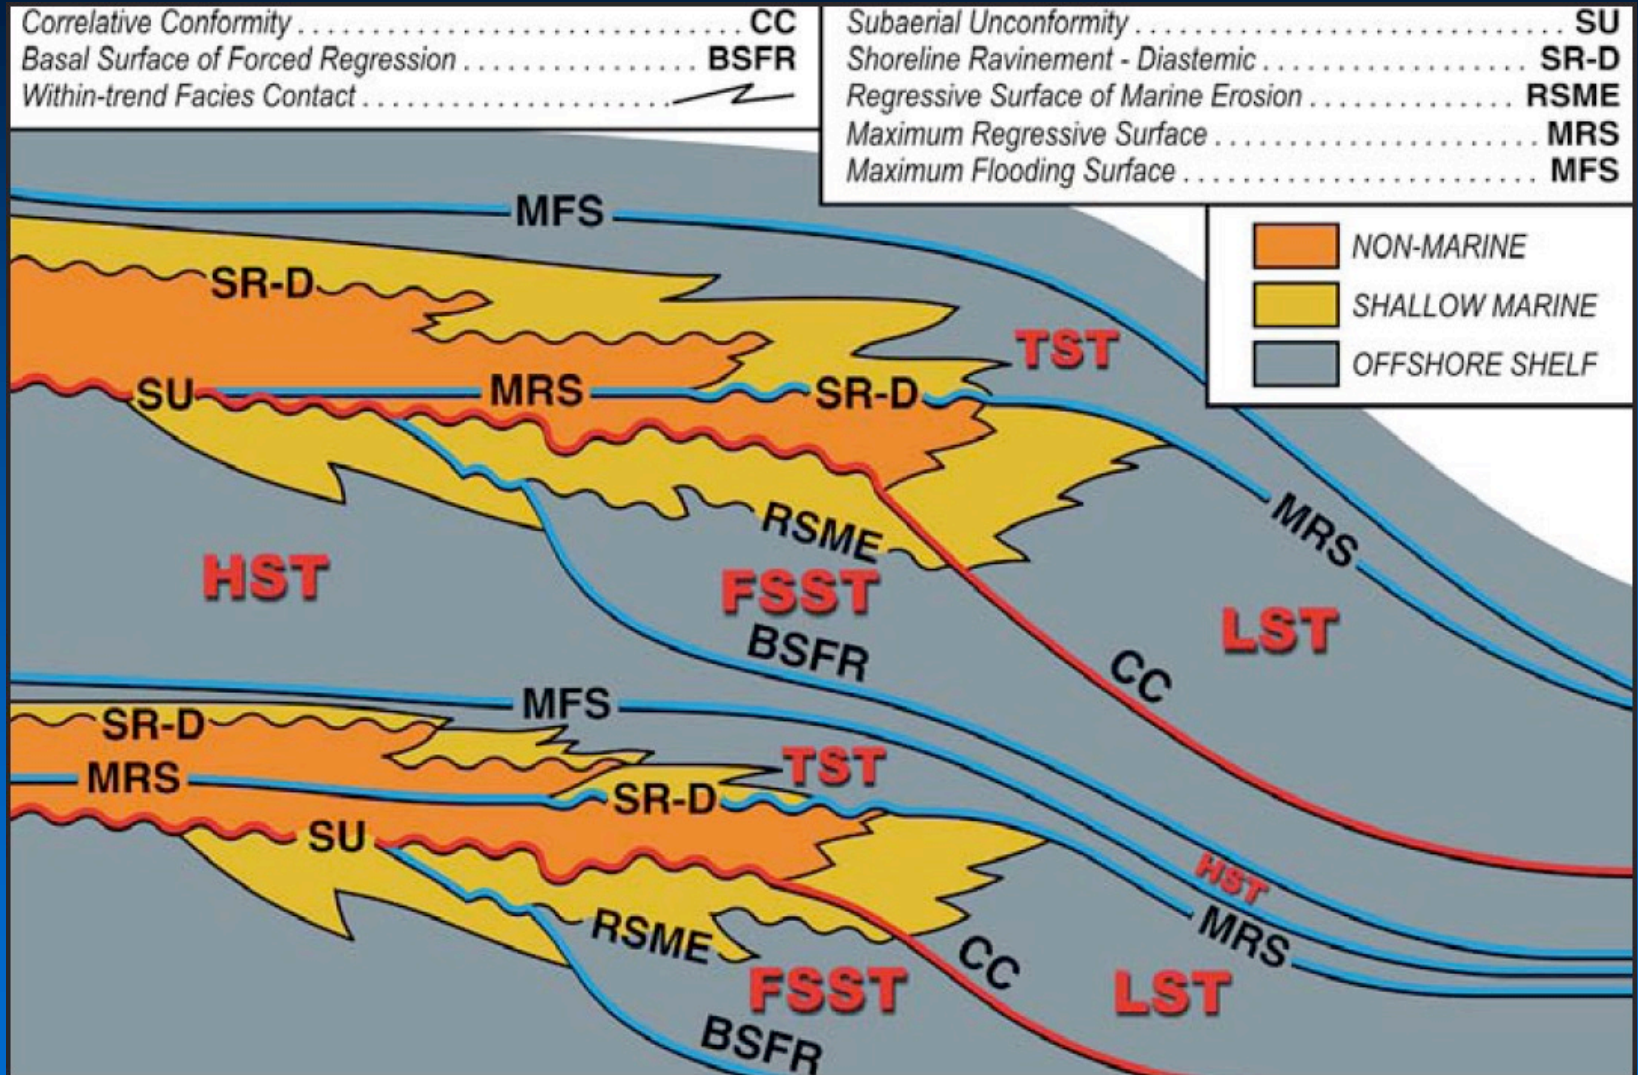 Correlative Conformity ............................. CC
Basal Surface of Forced Regression ................. BSFR
Within-trend Facies Contact .........................
Subaerial Unconformity .............................. SU
Shoreline Ravinement - Diastemic .................... SR-D
Regressive Surface of Marine Erosion ............... RSME
Maximum Regressive Surface .......................... MRS
Maximum Flooding Surface ............................ MFS
NON-MARINE
SHALLOW MARINE
OFFSHORE SHELF
MFS
SR-D
TST
SU
MRS
SR-D
MRS
RSME
HST
FSST
LST
BSFR
CC
MFS
SR-D
TST
MRS
SR-D
SU
HST
MRS
RSME
CC
FSST
LST
BSFR